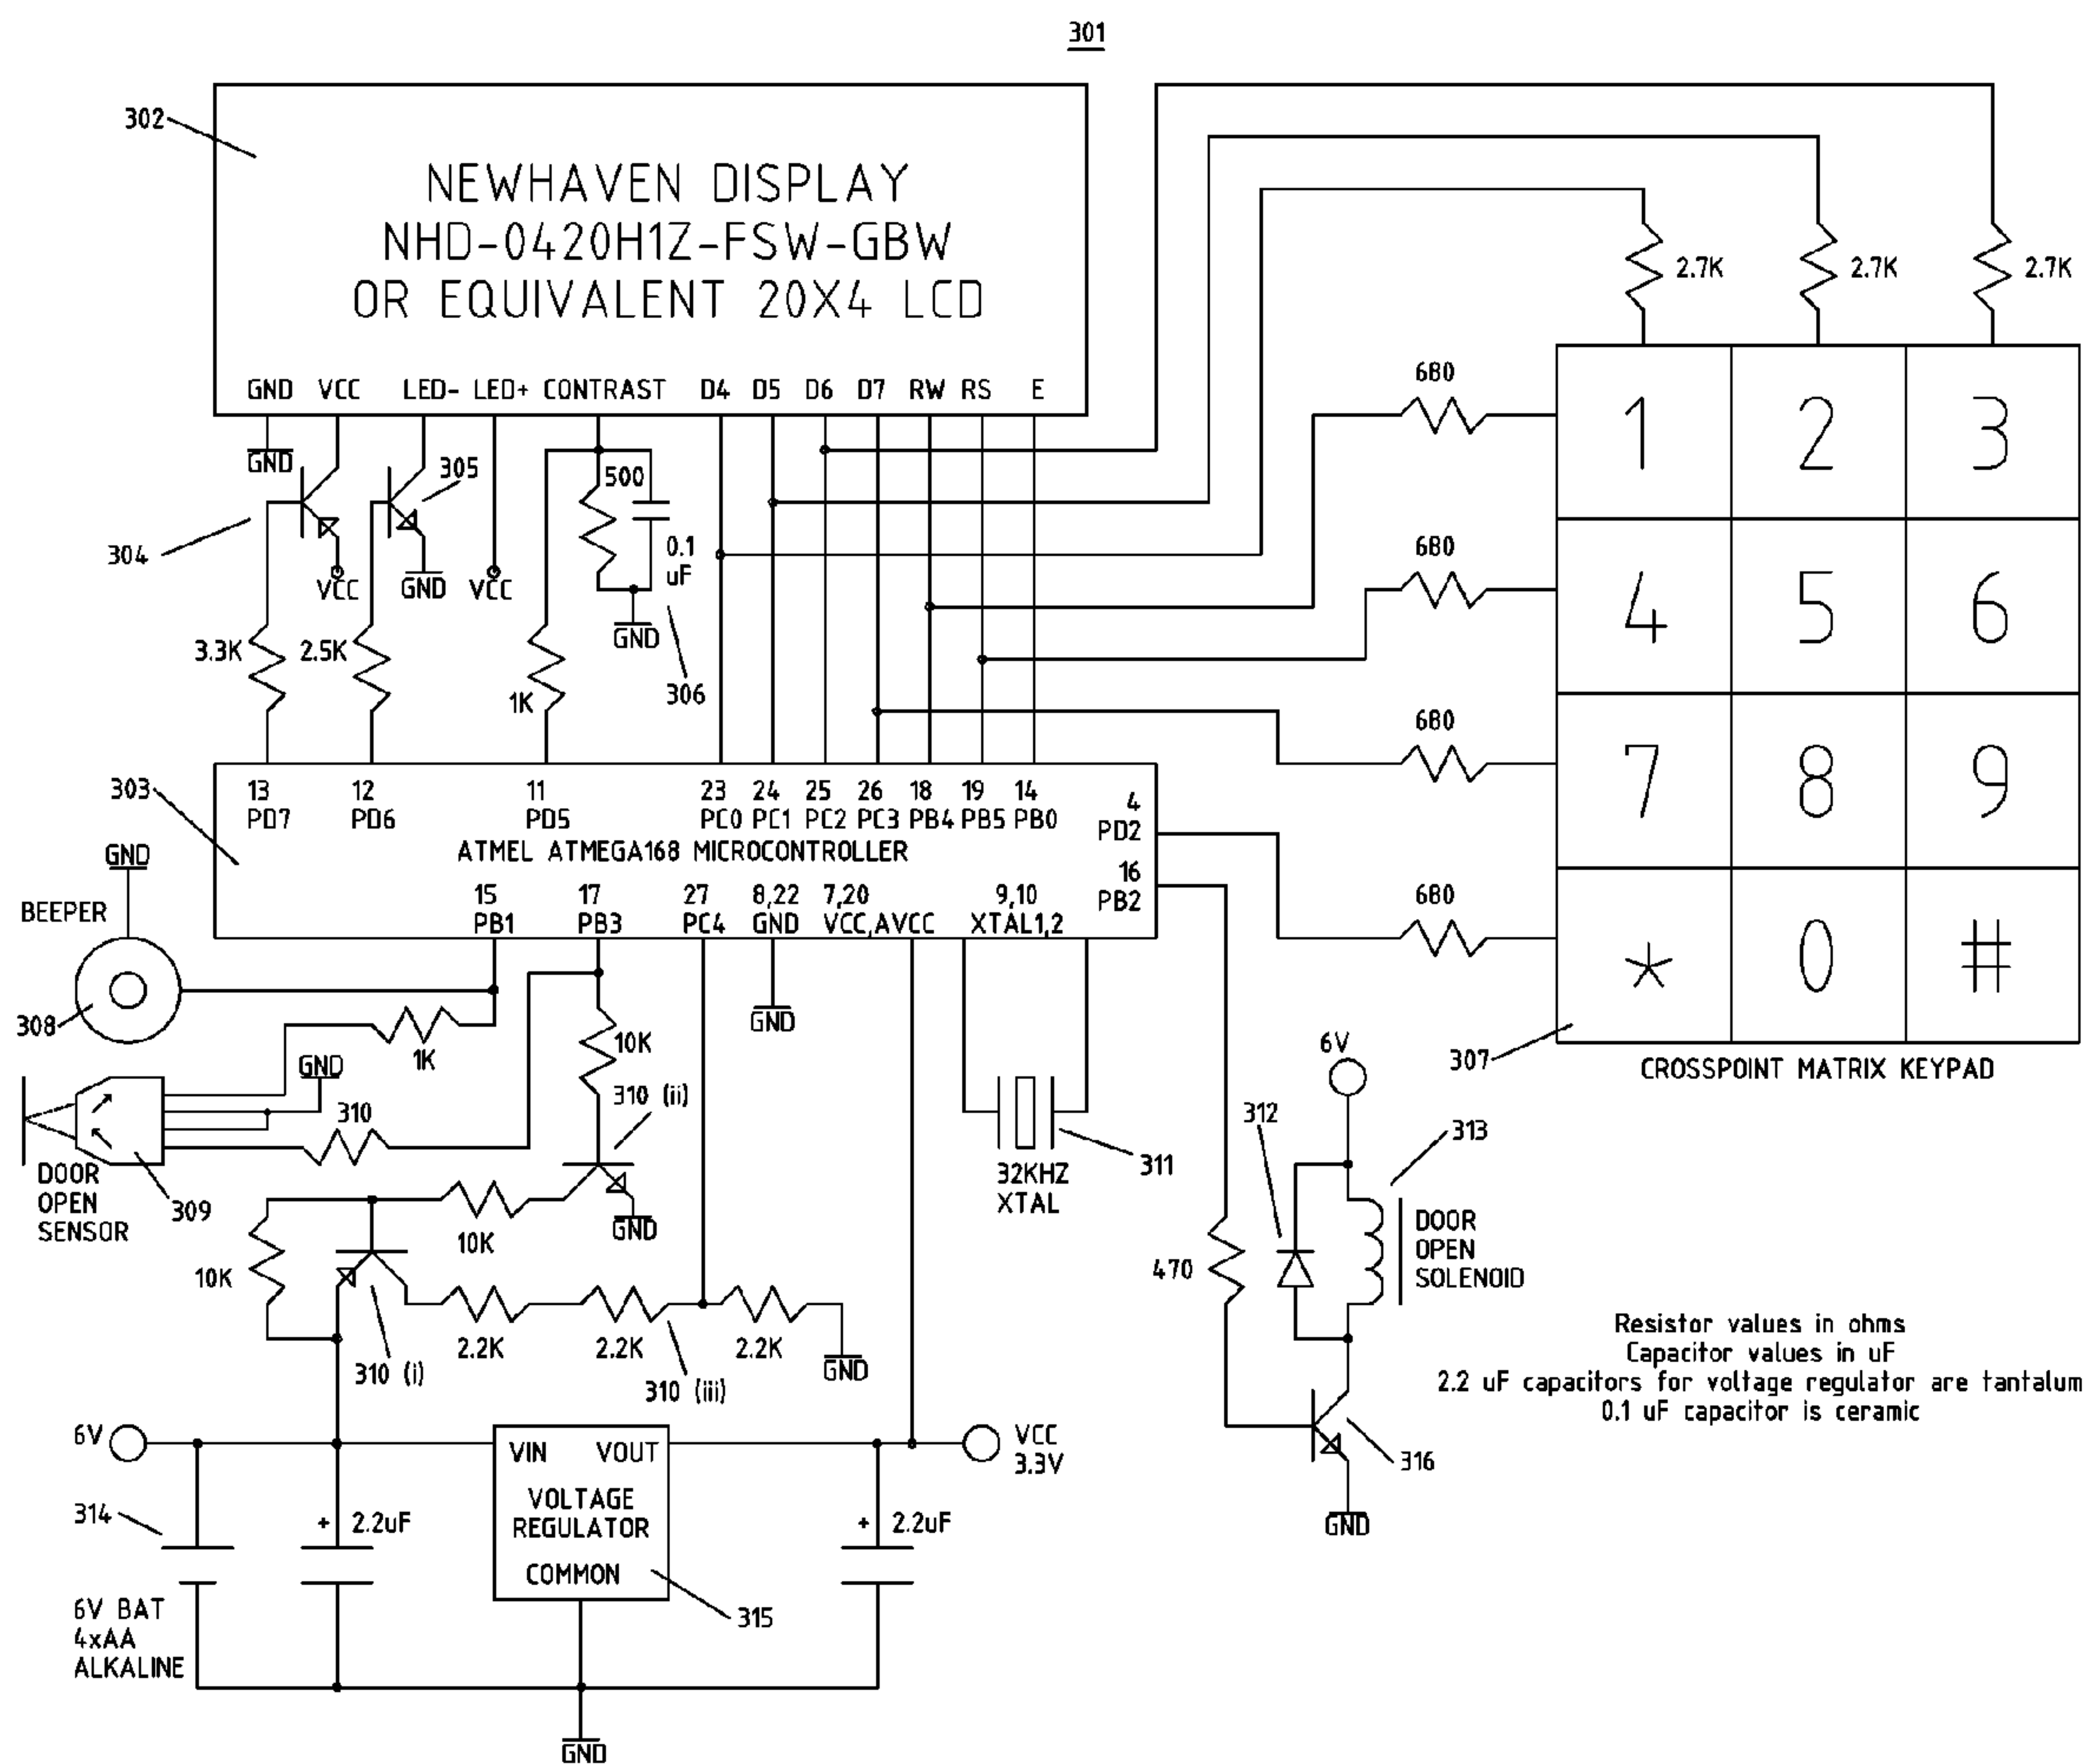 301
302
NEWHAVEN DISPLAY
NHD-0420H1Z-FSW-GBW
OR EQUIVALENT 20X4 LCD
GND VCC LED- LED+ CONTRAST D4 D5 D6 D7 RW RS E
2.7K 2.7K 2.7K
GND
305
500
304
VCC GND VCC
0.1
uF
GND
306
3.3K 2.5K 1K
680
680
680
680
1 2 3
4 5 6
7 8 9
* 0 #
307
CROSSPOINT MATRIX KEYPAD
303
13 12 11 23 24 25 26 18 19 14
PD7 PD6 PD5 PC0 PC1 PC2 PC3 PB4 PB5 PB0
4
PD2
ATMEL ATMEGA168 MICROCONTROLLER
16
PB2
15 17 27 8,22 7,20 9,10
PB1 PB3 PC4 GND VCC,AVCC XTAL1,2
GND
BEEPER
308
1K
10K
GND
GND
310
310 (ii)
DOOR
OPEN
SENSOR
309
GND
10K
10K
2.2K 2.2K 2.2K
GND
310 (i)
310 (iii)
32KHZ
XTAL
311
6V
312
313
470
DOOR
OPEN
SOLENOID
316
GND
Resistor values in ohms
Capacitor values in uF
2.2 uF capacitors for voltage regulator are tantalum
0.1 uF capacitor is ceramic
6V
VIN VOUT
VOLTAGE
REGULATOR
COMMON
VCC
3.3V
314
+ 2.2uF
+ 2.2uF
315
6V BAT
4xAA
ALKALINE
GND